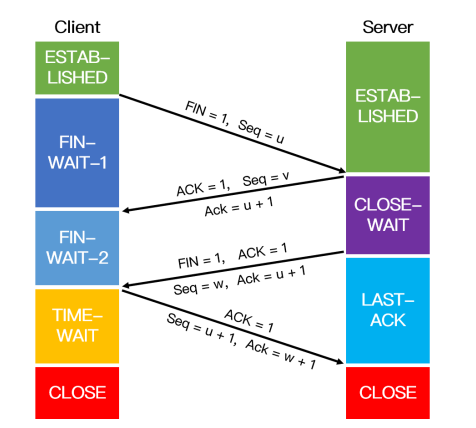 Client
Server
ESTAB–
LISHED
ESTAB–
LISHED
FIN = 1, Seq = u
FIN–
WAIT–1
ACK = 1, Seq = v
Ack = u + 1
CLOSE–
WAIT
FIN–
WAIT–2
FIN = 1, ACK = 1
Seq = w, Ack = u + 1
LAST–
ACK
TIME–
WAIT
ACK = 1
Seq = u + 1, Ack = w + 1
CLOSE
CLOSE